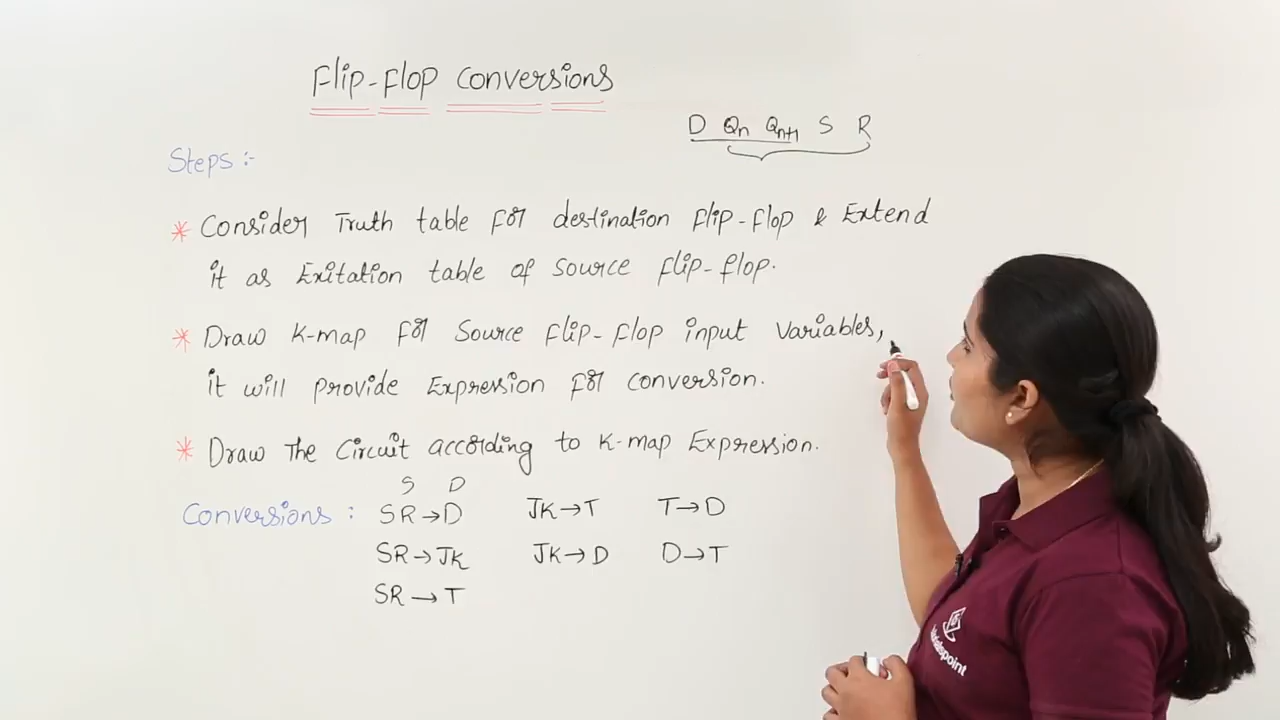 Flip-Flop Conversions
D Qn Qn+1 S R
Steps :-
* Consider Truth table for destination flip-flop & Extend
it as Exitation table of source flip-flop.
* Draw K-map for Source flip-flop input variables,
it will provide Expression for conversion.
* Draw the circuit according to K-map Expression.
S D
Conversions : SR→D JK→T T→D
SR→JK JK→D D→T
SR→T